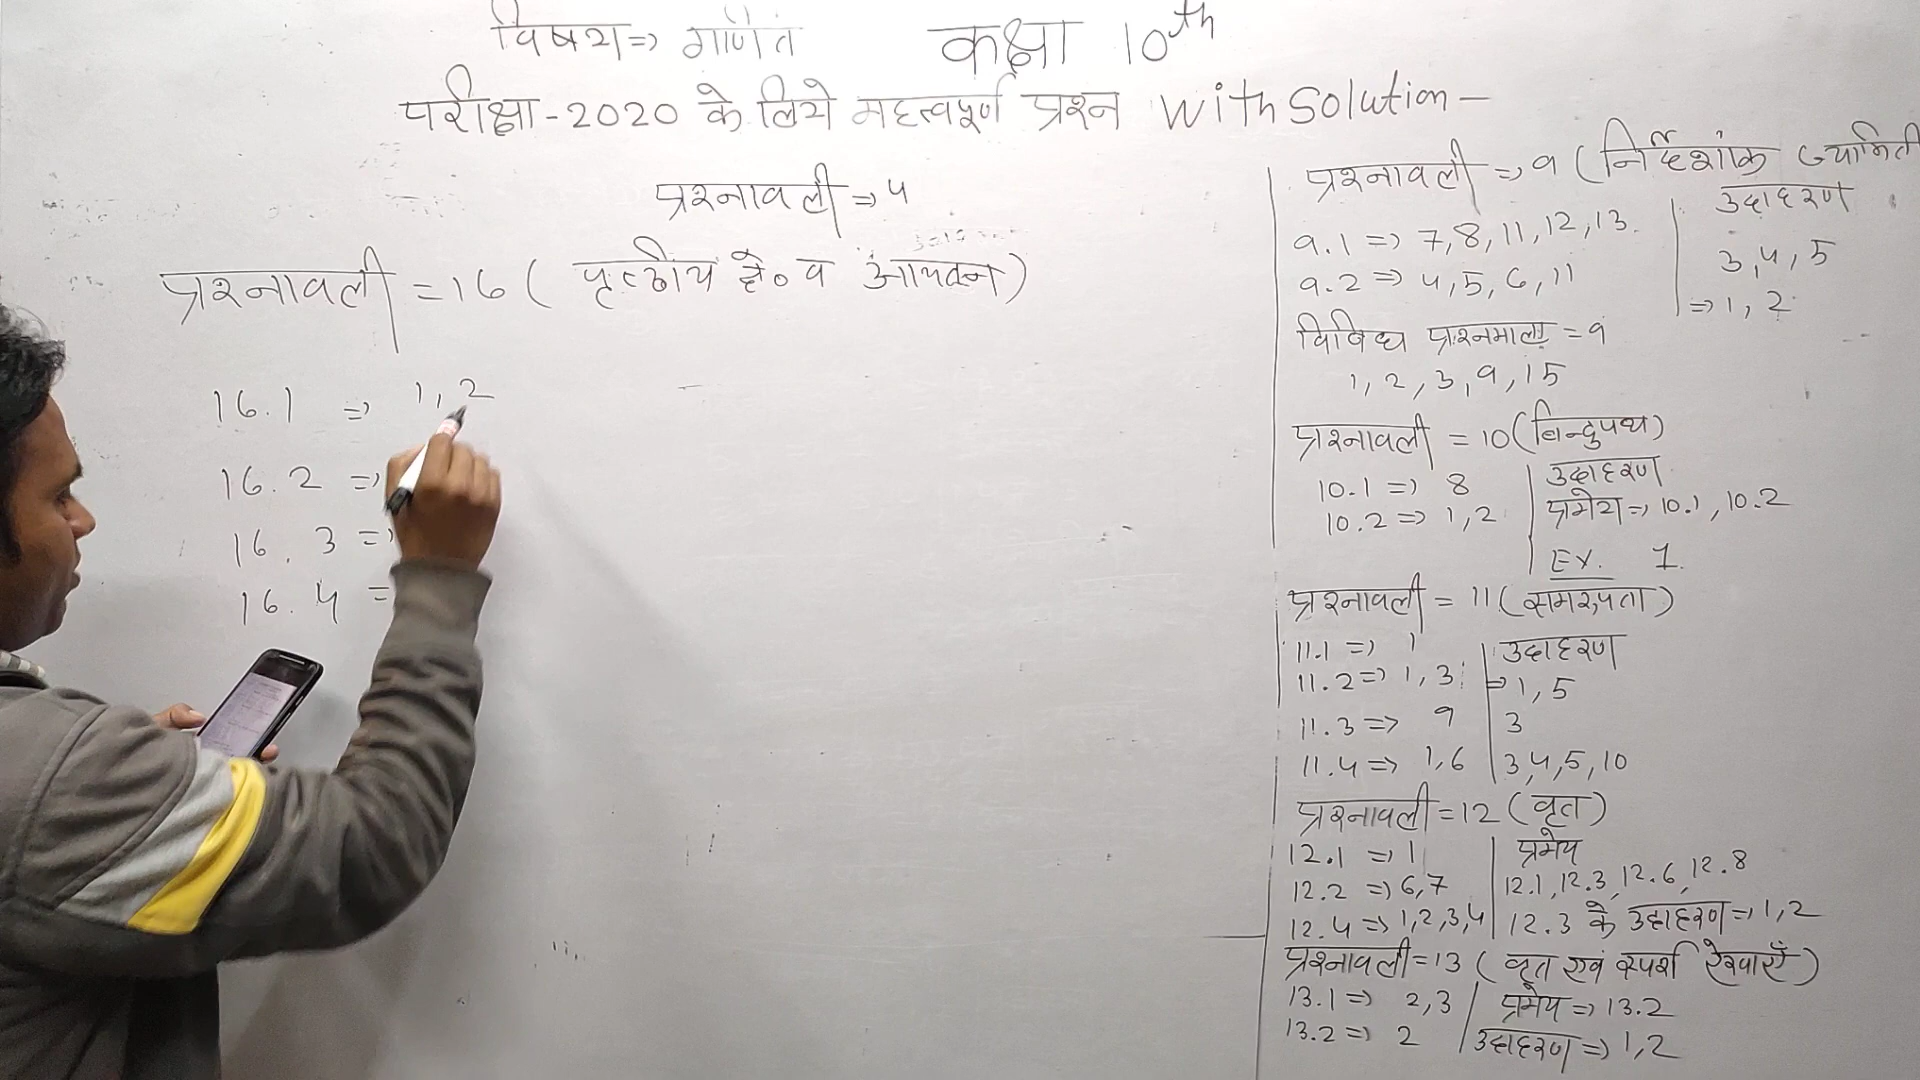 विषय => गणित कक्षा 10th
परीक्षा-2020 के लिये महत्वपूर्ण प्रश्न With Solution -
प्रश्नावली => 4
प्रश्नावली = 16 ( पृष्ठीय क्षे० व आयतन )
16.1 => 1, 2
16.2 =>
16.3 =>
16.4 =
प्रश्नावली => 9 ( निर्देशांक ज्यामिती
9.1 => 7, 8, 11, 12, 13.
9.2 => 4, 5, 6, 11
उदाहरण
3, 4, 5
=> 1, 2
विविध प्रश्नमाला = 9
1, 2, 3, 9, 15
प्रश्नावली = 10 ( बिन्दुपथ )
10.1 => 8
10.2 => 1, 2
उदाहरण
प्रमेय => 10.1, 10.2
EX. 1.
प्रश्नावली = 11 ( समरुपता )
11.1 => 1
11.2 => 1, 3
11.3 => 9
11.4 => 1, 6
उदाहरण
=> 1, 5
3
3, 4, 5, 10
प्रश्नावली = 12 ( वृत )
12.1 => 1
12.2 => 6, 7
12.4 => 1, 2, 3, 4
प्रमेय
12.1, 12.3, 12.6, 12.8
12.3 के उदाहरण => 1, 2
प्रश्नावली = 13 ( वृत एवं स्पर्श रेखाएँ )
13.1 => 2, 3
13.2 => 2
प्रमेय => 13.2
उदाहरण => 1, 2